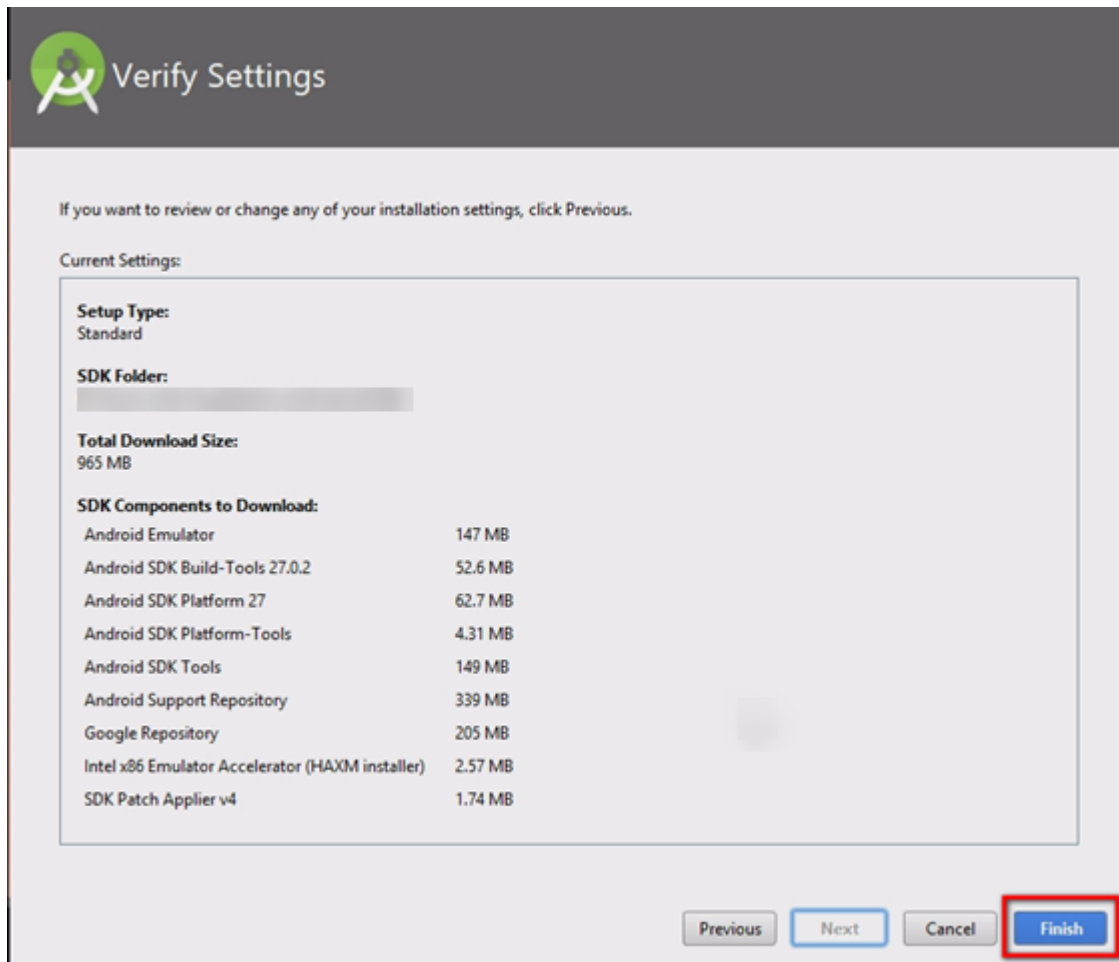 Verify Settings
If you want to review or change any of your installation settings, click Previous.
Current Settings:
Setup Type:
Standard
SDK Folder:
Total Download Size:
965 MB
SDK Components to Download:
Android Emulator 147 MB
Android SDK Build-Tools 27.0.2 52.6 MB
Android SDK Platform 27 62.7 MB
Android SDK Platform-Tools 4.31 MB
Android SDK Tools 149 MB
Android Support Repository 339 MB
Google Repository 205 MB
Intel x86 Emulator Accelerator (HAXM installer) 2.57 MB
SDK Patch Applier v4 1.74 MB
Previous Next Cancel Finish